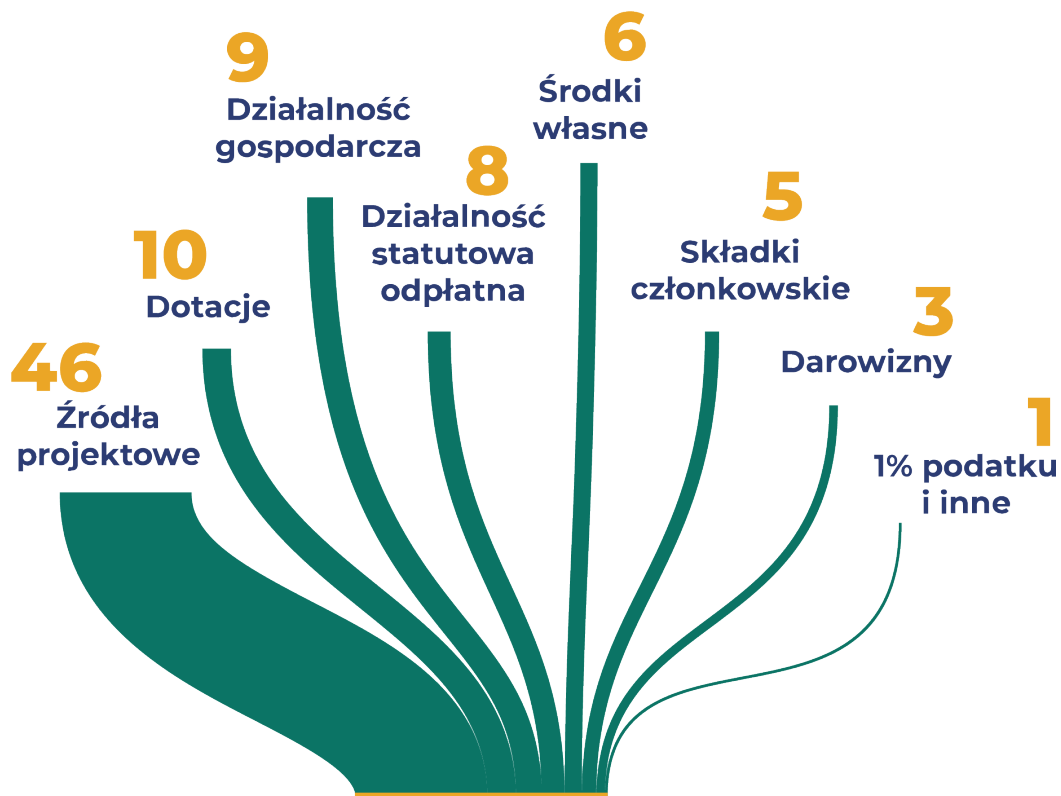 46
Źródła
projektowe
10
Dotacje
9
Działalność
gospodarcza
8
Działalność
statutowa
odpłatna
6
Środki
własne
5
Składki
członkowskie
3
Darowizny
1
1% podatku
i inne